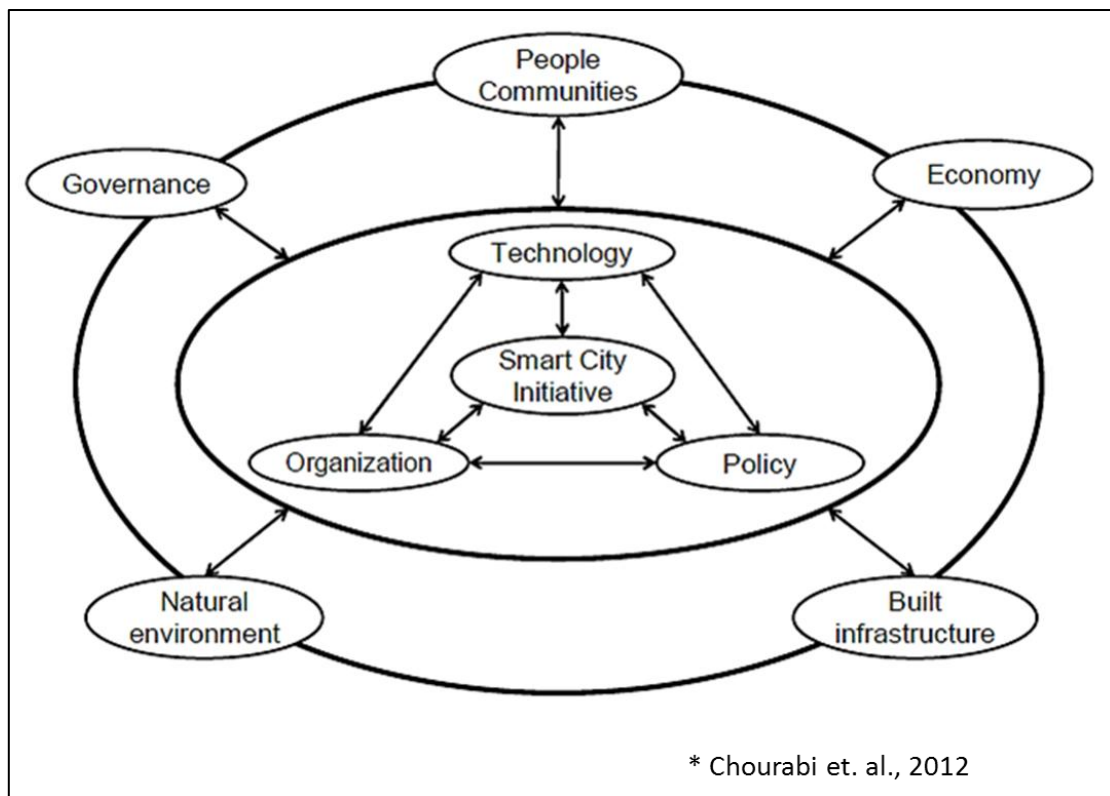 People
Communities
Governance
Economy
Technology
Smart City
Initiative
Organization
Policy
Natural
environment
Built
infrastructure
* Chourabi et. al., 2012